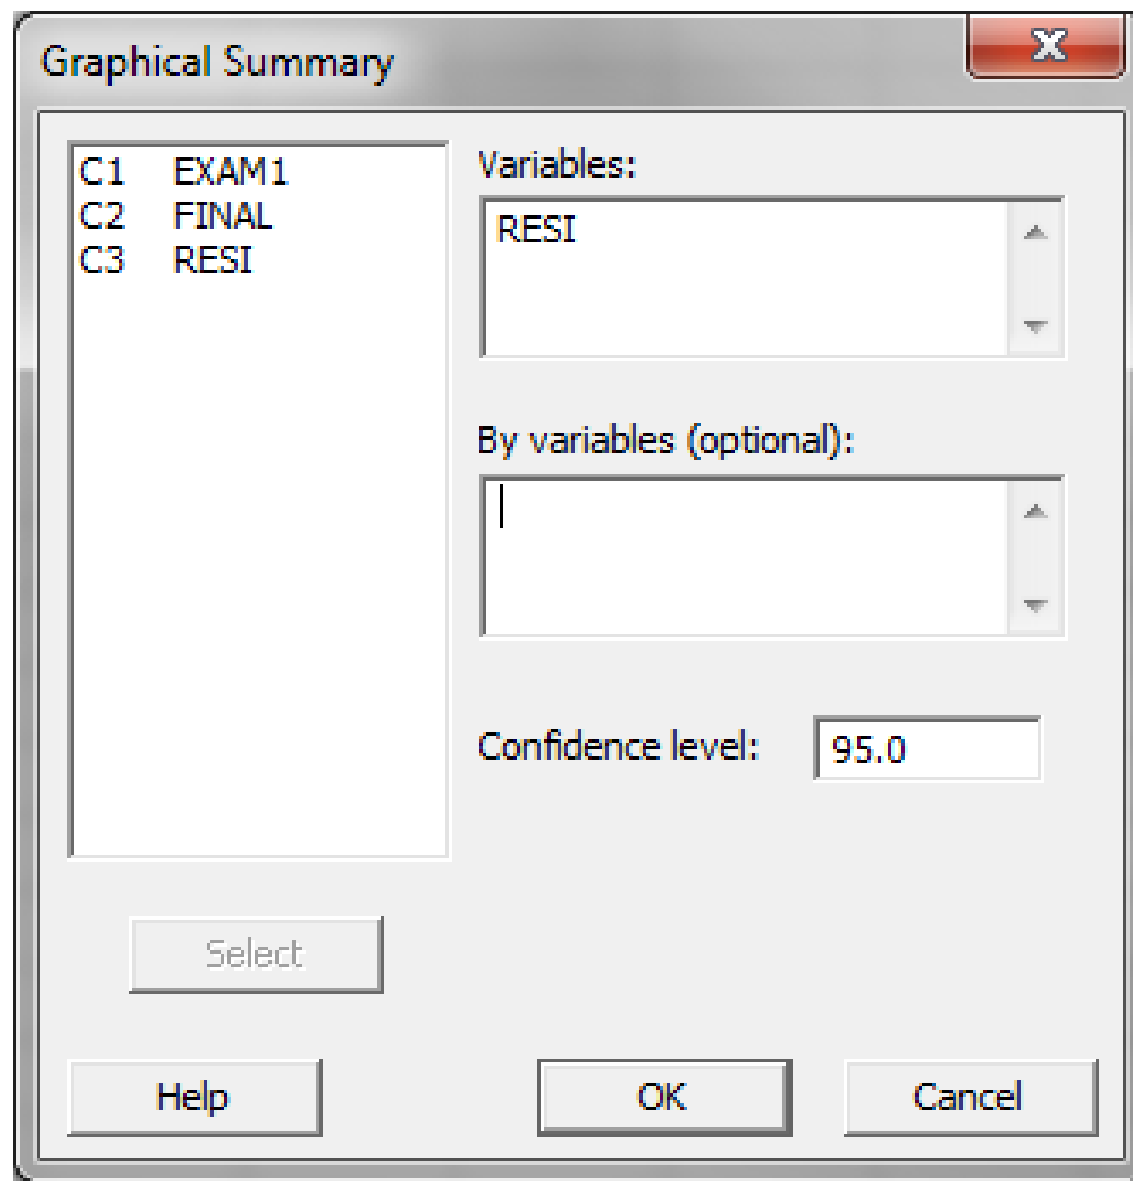 Graphical Summary
C1 EXAM1
C2 FINAL
C3 RESI
Variables:
RESI
By variables (optional):
Confidence level: 95.0
Select
Help OK Cancel